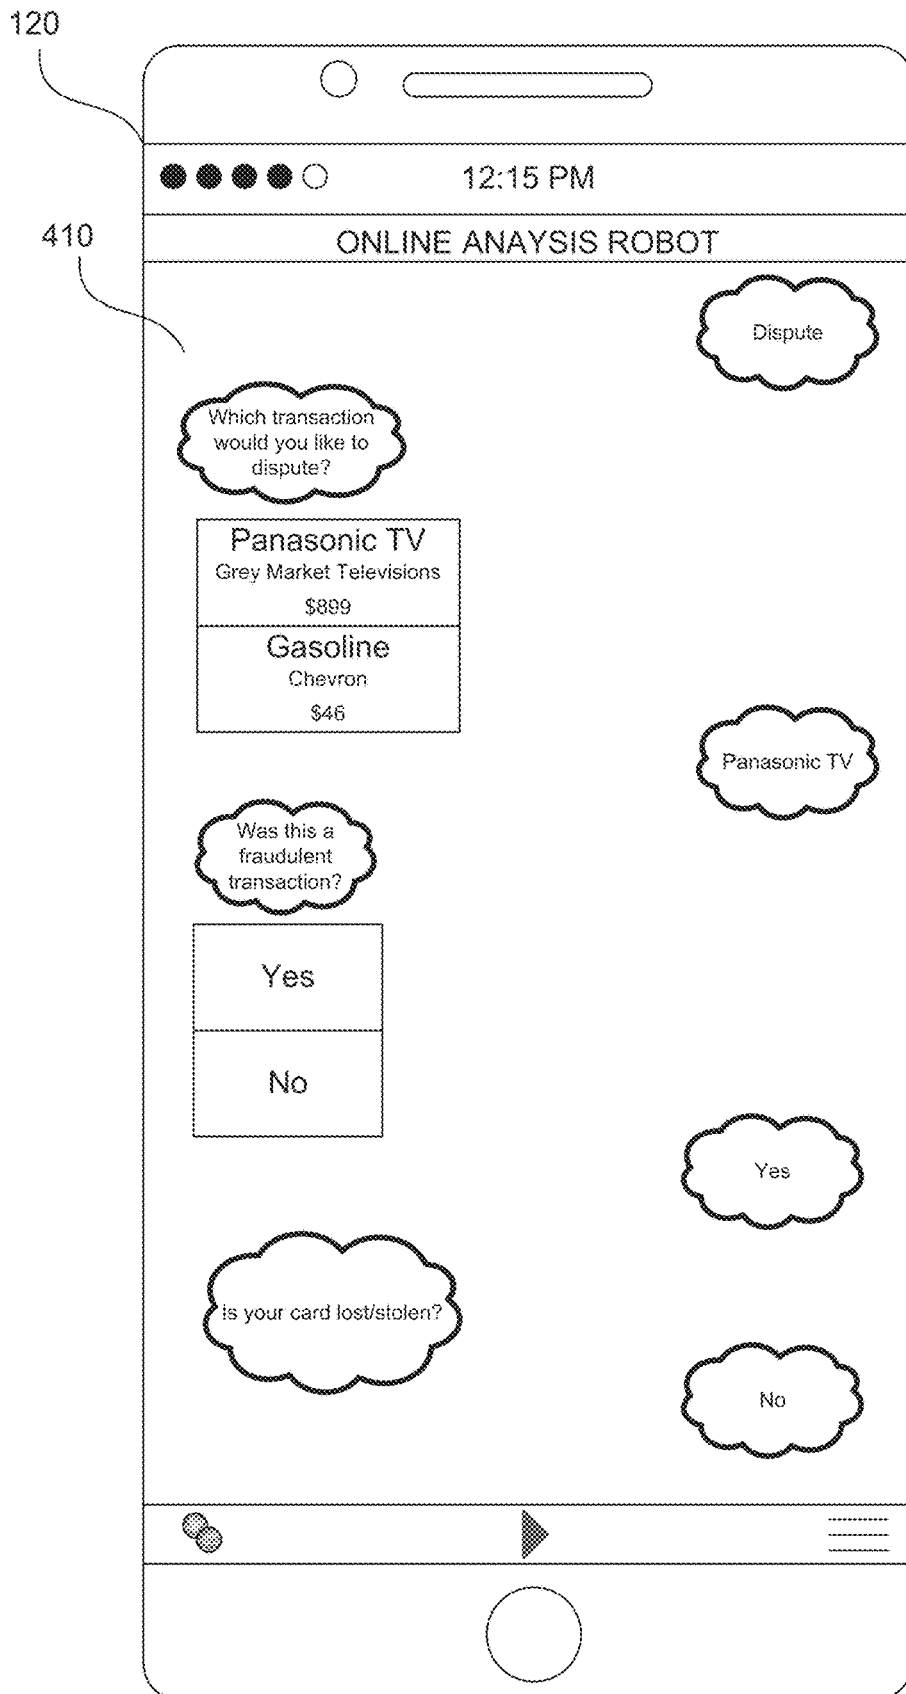 120
12:15 PM
410
ONLINE ANAYSIS ROBOT
Dispute
Which transaction
would you like to
dispute?
Panasonic TV
Grey Market Televisions
$899
Gasoline
Chevron
$46
Panasonic TV
Was this a
fraudulent
transaction?
Yes
No
Yes
Is your card lost/stolen?
No